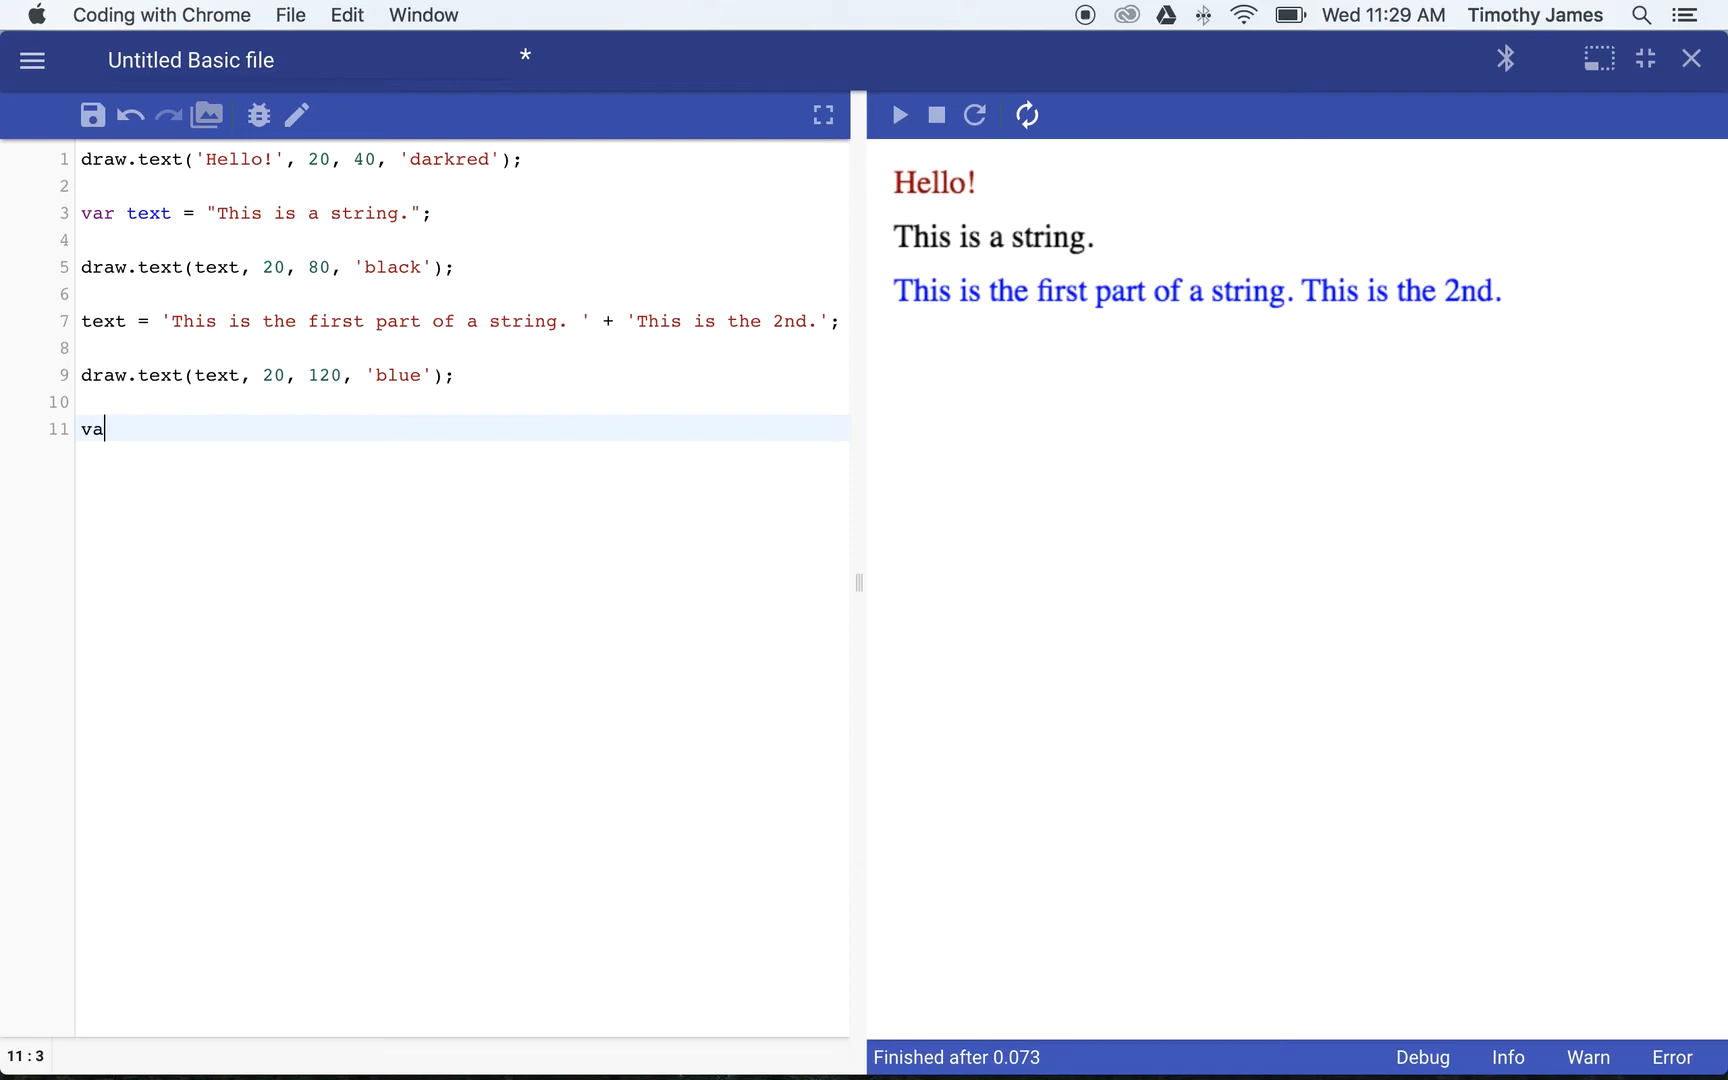 Coding with Chrome File Edit Window Wed 11:29 AM Timothy James
Untitled Basic file *
1 draw.text('Hello!', 20, 40, 'darkred');
2
3 var text = "This is a string.";
4
5 draw.text(text, 20, 80, 'black');
6
7 text = 'This is the first part of a string. ' + 'This is the 2nd.';
8
9 draw.text(text, 20, 120, 'blue');
10
11 va
11 : 3
Hello!
This is a string.
This is the first part of a string. This is the 2nd.
Finished after 0.073 Debug Info Warn Error